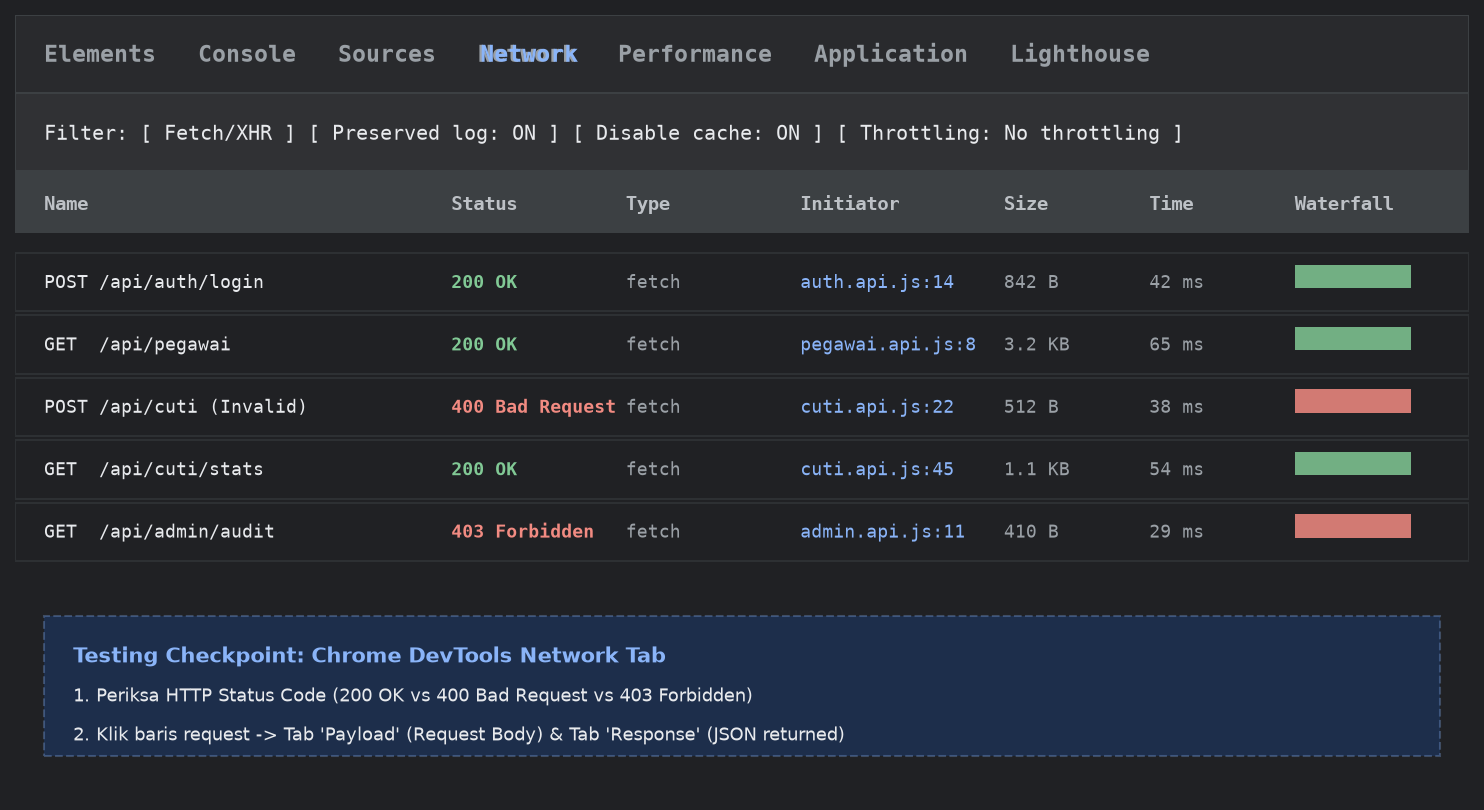 Elements Console Sources Network Performance Application Lighthouse
Filter: [ Fetch/XHR ] [ Preserved log: ON ] [ Disable cache: ON ] [ Throttling: No throttling ]
Name Status Type Initiator Size Time Waterfall
POST /api/auth/login 200 OK fetch auth.api.js:14 842 B 42 ms
GET /api/pegawai 200 OK fetch pegawai.api.js:8 3.2 KB 65 ms
POST /api/cuti (Invalid) 400 Bad Request fetch cuti.api.js:22 512 B 38 ms
GET /api/cuti/stats 200 OK fetch cuti.api.js:45 1.1 KB 54 ms
GET /api/admin/audit 403 Forbidden fetch admin.api.js:11 410 B 29 ms
Testing Checkpoint: Chrome DevTools Network Tab
1. Periksa HTTP Status Code (200 OK vs 400 Bad Request vs 403 Forbidden)
2. Klik baris request -> Tab 'Payload' (Request Body) & Tab 'Response' (JSON returned)